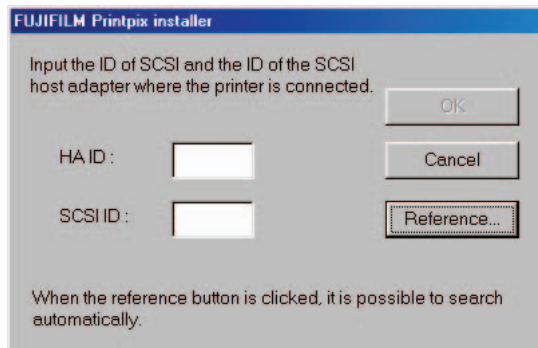 FUJIFILM Printpix installer
Input the ID of SCSI and the ID of the SCSI
host adapter where the printer is connected.
OK
HA ID :
Cancel
SCSI ID :
Reference...
When the reference button is clicked, it is possible to search
automatically.